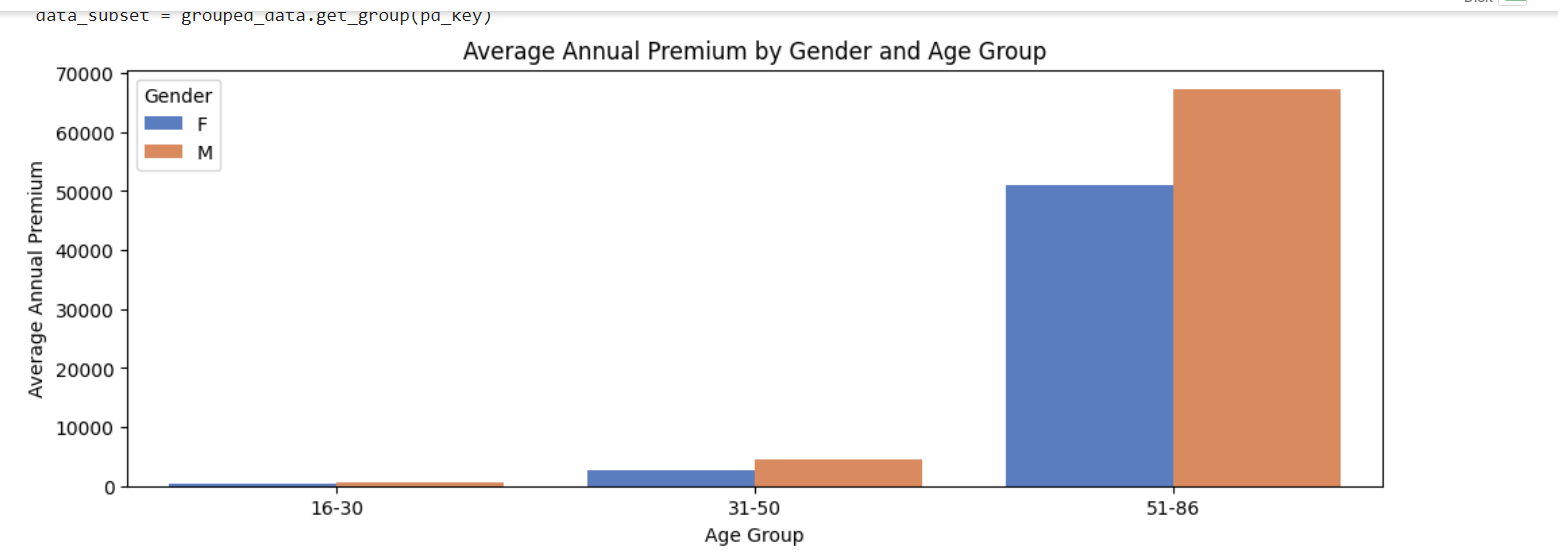 Disk
data_subset = grouped_data.get_group(pd_key)
Average Annual Premium by Gender and Age Group
Gender
F
M
Average Annual Premium
70000
60000
50000
40000
30000
20000
10000
0
16-30
31-50
51-86
Age Group